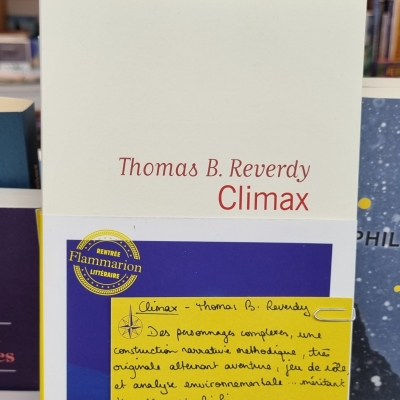 Thomas B. Reverdy
Climax
RENTRÉE
Flammarion
LITTÉRAIRE
Climax - Thomas B. Reverdy
Des personnages complexes, une
construction narrative méthodique, très
originale alternant aventure, jeu de rôle
et analyse environnementale... méritant
PHIL
es